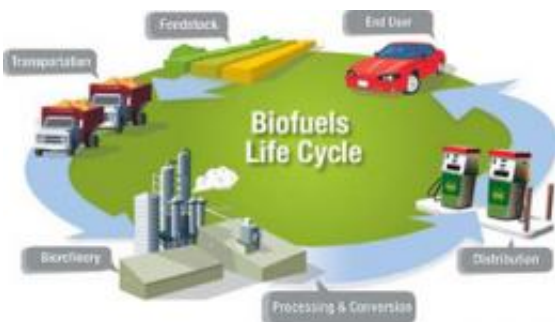 Feedstock
End User
Transportation
Biofuels
Life Cycle
Biorefinery
Distribution
Processing & Conversion